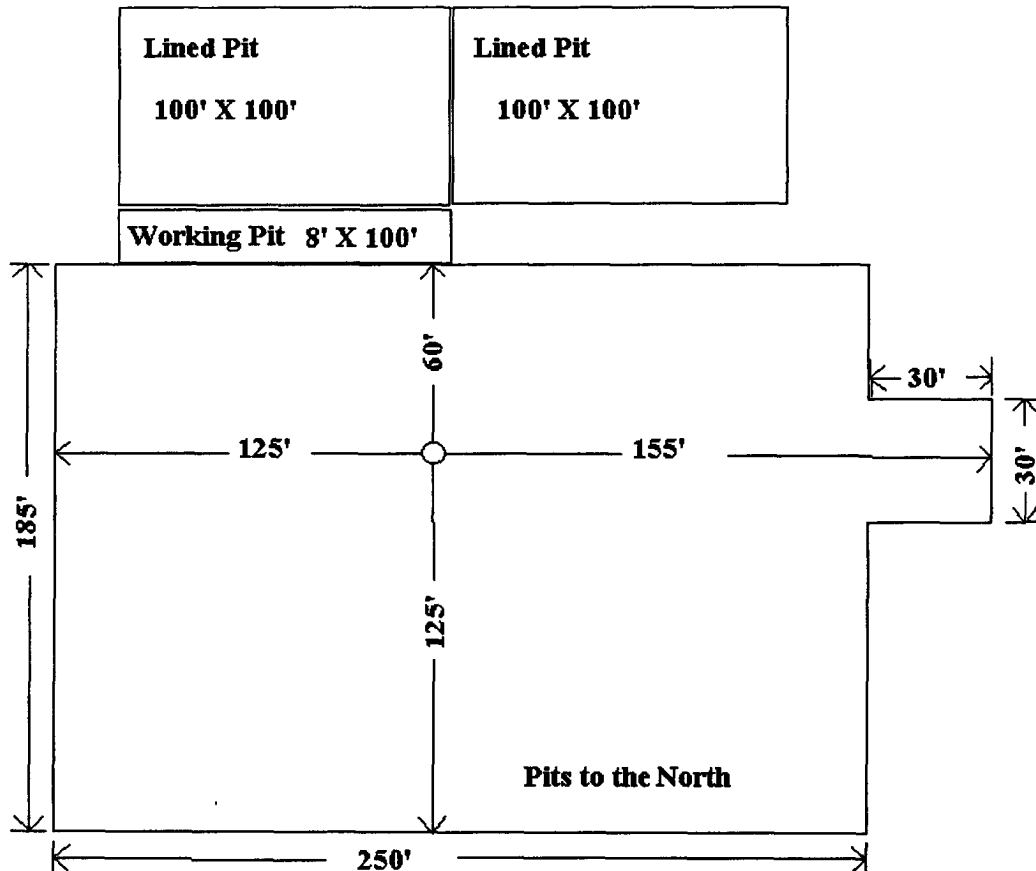 Lined Pit
100' X 100'
Lined Pit
100' X 100'
Working Pit 8' X 100'
60'
30'
125'
155'
30'
185'
125'
Pits to the North
250'